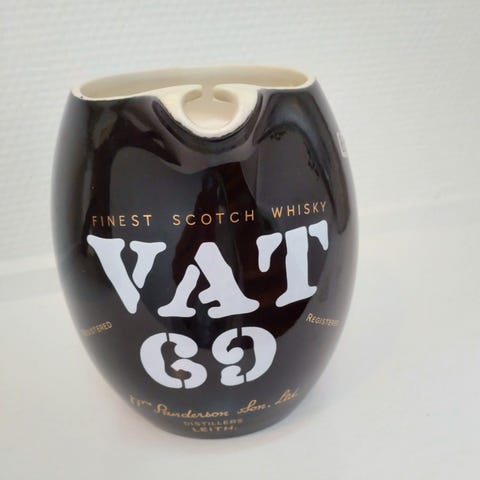 FINEST SCOTCH WHISKY
VAT
69
REGISTERED REGISTERED
Wm Sanderson & Son. Ltd.
DISTILLERS
LEITH.